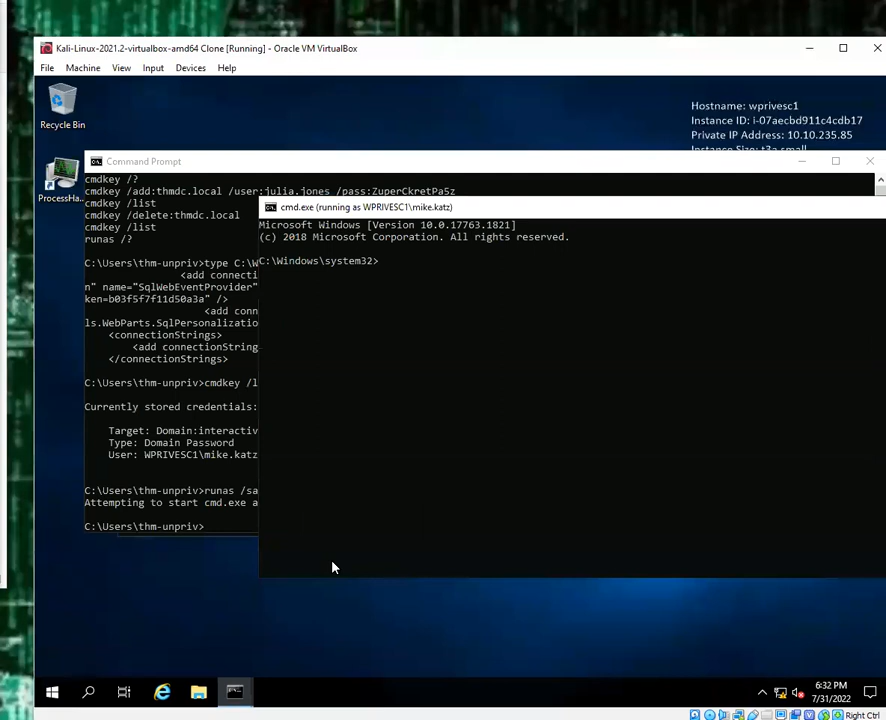 Kali-Linux-2021.2-virtualbox-amd64 Clone [Running] - Oracle VM VirtualBox
File Machine View Input Devices Help
Recycle Bin
Hostname: wprivesc1
Instance ID: i-07aecbd911c4cdb17
Private IP Address: 10.10.235.85
Instance Size: t3a.small
ProcessHa...
Command Prompt
cmdkey /?
cmdkey /add:thmdc.local /user:julia.jones /pass:ZuperCkretPa5z
cmdkey /list
cmdkey /delete:thmdc.local
cmdkey /list
runas /?
C:\Users\thm-unpriv>type C:\W
<add connecti
n" name="SqlWebEventProvider"
ken=b03f5f7f11d50a3a" />
<add conn
ls.WebParts.SqlPersonalizatio
<connectionStrings>
<add connectionString
</connectionStrings>
C:\Users\thm-unpriv>cmdkey /l
Currently stored credentials:
Target: Domain:interactiv
Type: Domain Password
User: WPRIVESC1\mike.katz
C:\Users\thm-unpriv>runas /sa
Attempting to start cmd.exe a
C:\Users\thm-unpriv>
cmd.exe (running as WPRIVESC1\mike.katz)
Microsoft Windows [Version 10.0.17763.1821]
(c) 2018 Microsoft Corporation. All rights reserved.
C:\Windows\system32>
6:32 PM
7/31/2022
Right Ctrl